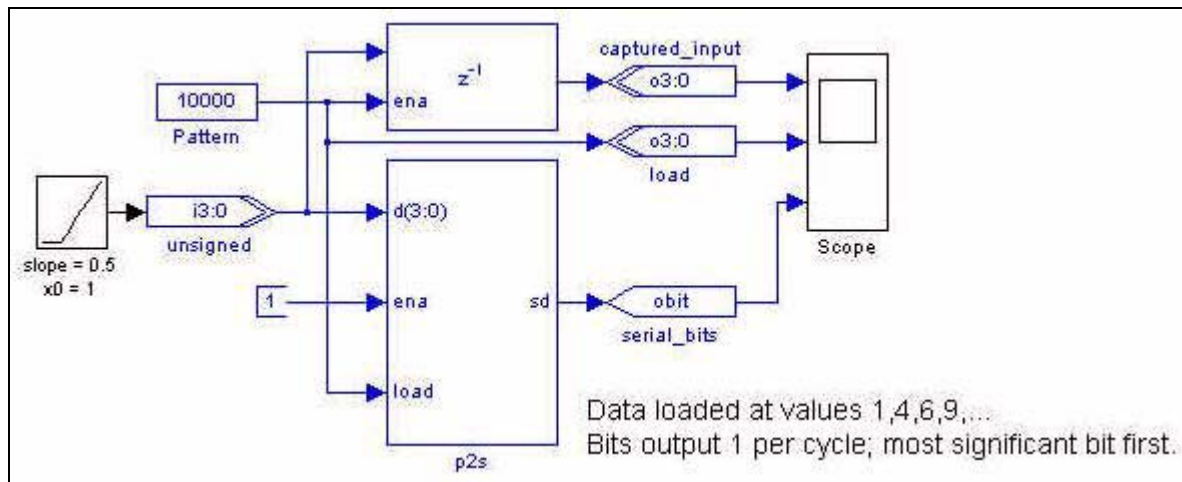 captured_input
z-1
o3:0
10000
ena
Pattern
o3:0
load
i3:0
d(3:0)
unsigned
Scope
slope = 0.5
x0 = 1
1
ena
sd
obit
serial_bits
load
Data loaded at values 1,4,6,9,...
Bits output 1 per cycle; most significant bit first.
p2s